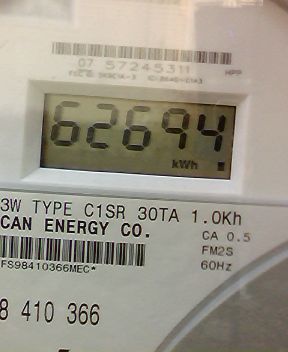 07 57245311
HPP
62694
kWh
3W TYPE C1SR 30TA 1.0Kh
CAN ENERGY CO.
CA 0.5
FM2S
60Hz
FS98410366MEC*
8 410 366